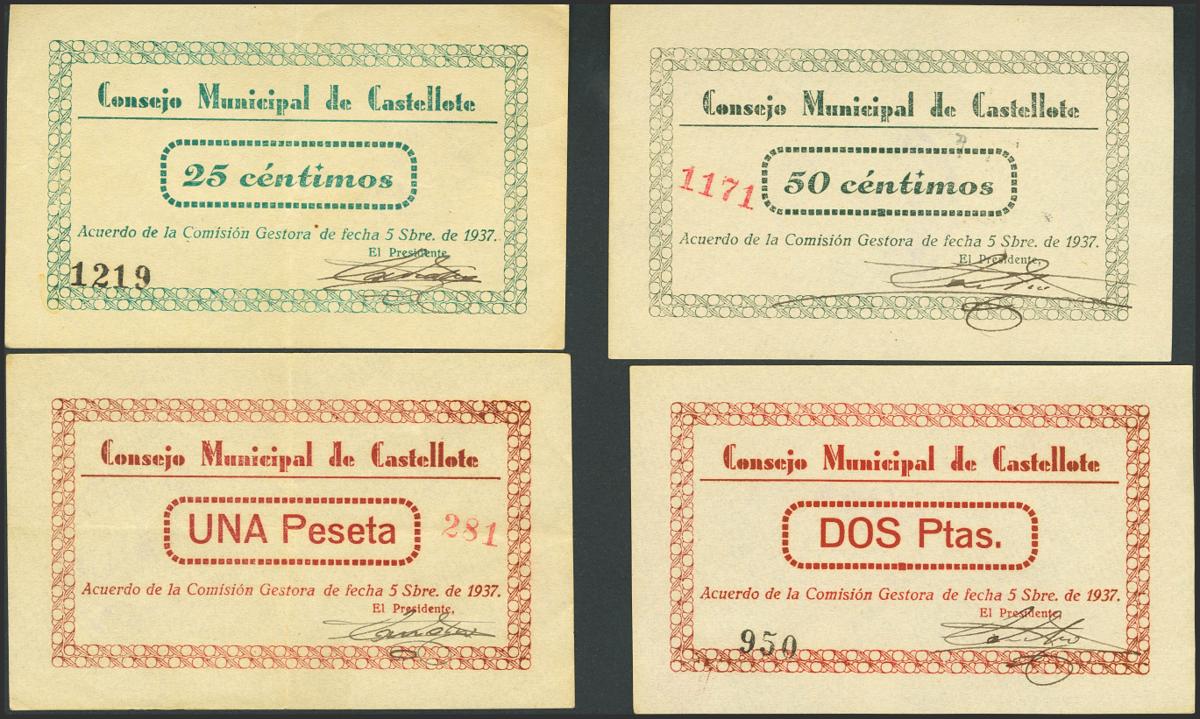 Consejo Municipal de Castellote
25 céntimos
Acuerdo de la Comisión Gestora de fecha 5 Sbre. de 1937.
El Presidente,
1219
Consejo Municipal de Castellote
1171
50 céntimos
Acuerdo de la Comisión Gestora de fecha 5 Sbre. de 1937.
El Presidente,
Consejo Municipal de Castellote
UNA Peseta
281
Acuerdo de la Comisión Gestora de fecha 5 Sbre. de 1937.
El Presidente,
Consejo Municipal de Castellote
DOS Ptas.
Acuerdo de la Comisión Gestora de fecha 5 Sbre. de 1937.
El Presidente,
950